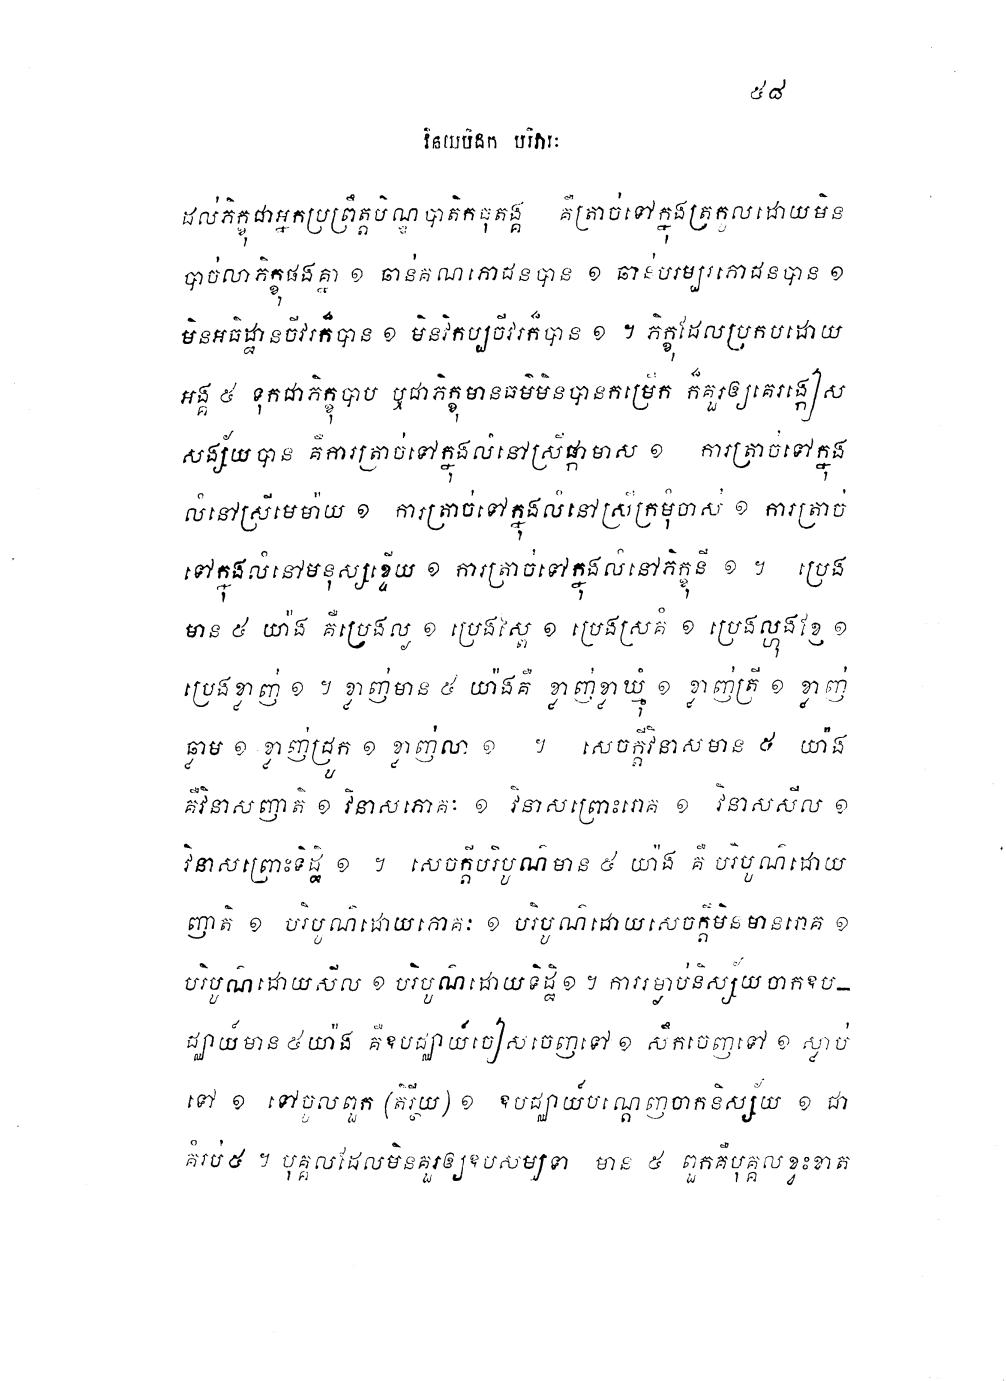 ៥៨
វិនយបិដក បរិវារៈ
ដល់ភិក្ខុជាអ្នកប្រព្រឹត្តបិណ្ឌបាតិកធុតង្គ គឺត្រាច់ទៅក្នុងត្រកូលដោយមិន
បាច់លាភិក្ខុផងគ្នា ១ ឆាន់គណភោជនបាន ១ ឆាន់បរម្បរភោជនបាន ១
មិនអធិដ្ឋានចីវរក៏បាន ១ មិនវិកប្បចីវរក៏បាន ១ ។ ភិក្ខុដែលប្រកបដោយ
អង្គ ៥ ទុកជាភិក្ខុបាប ឬជាភិក្ខុមានធម៌មិនបានកម្រើក ក៏គួរឲ្យគេរង្កៀស
សង្ស័យបាន គឺការត្រាច់ទៅក្នុងលំនៅស្រីផ្កាមាស ១ ការត្រាច់ទៅក្នុង
លំនៅស្រីមេម៉ាយ ១ ការត្រាច់ទៅក្នុងលំនៅស្រីក្រមុំចាស់ ១ ការត្រាច់
ទៅក្នុងលំនៅមនុស្សខ្ទើយ ១ ការត្រាច់ទៅក្នុងលំនៅភិក្ខុនី ១ ។ ប្រេង
មាន ៥ យ៉ាង គឺប្រេងល្ង ១ ប្រេងស្ពៃ ១ ប្រេងស្រគំ ១ ប្រេងល្ហុងខ្វែ ១
ប្រេងខ្លាញ់ ១ ។ ខ្លាញ់មាន ៥ យ៉ាងគឺ ខ្លាញ់ខ្លាឃ្មុំ ១ ខ្លាញ់ត្រី ១ ខ្លាញ់
ឆ្លាម ១ ខ្លាញ់ជ្រូក ១ ខ្លាញ់លា ១ ។ សេចក្តីវិនាសមាន ៥ យ៉ាង
គឺវិនាសញាតិ ១ វិនាសភោគៈ ១ វិនាសព្រោះរោគ ១ វិនាសសីល ១
វិនាសព្រោះទិដ្ឋិ ១ ។ សេចក្តីបរិបូណ៌មាន ៥ យ៉ាង គឺ បរិបូណ៌ដោយ
ញាតិ ១ បរិបូណ៌ដោយភោគៈ ១ បរិបូណ៌ដោយសេចក្តីមិនមានរោគ ១
បរិបូណ៌ដោយសីល ១ បរិបូណ៌ដោយទិដ្ឋិ១ ។ ការរម្លាប់និស្ស័យចាកឧប-
ជ្ឈាយ៍មាន ៥យ៉ាង គឺឧបជ្ឈាយ៍ចៀសចេញទៅ ១ សឹកចេញទៅ ១ ស្លាប់
ទៅ ១ ទៅចូលពួក (តិរ្ថិយ) ១ ឧបជ្ឈាយ៍បណ្តេញចាកនិស្ស័យ ១ ជា
គំរប់៥ ។ បុគ្គលដែលមិនគួរឲ្យឧបសម្បទា មាន ៥ ពួកគឺបុគ្គលខ្វះខាត